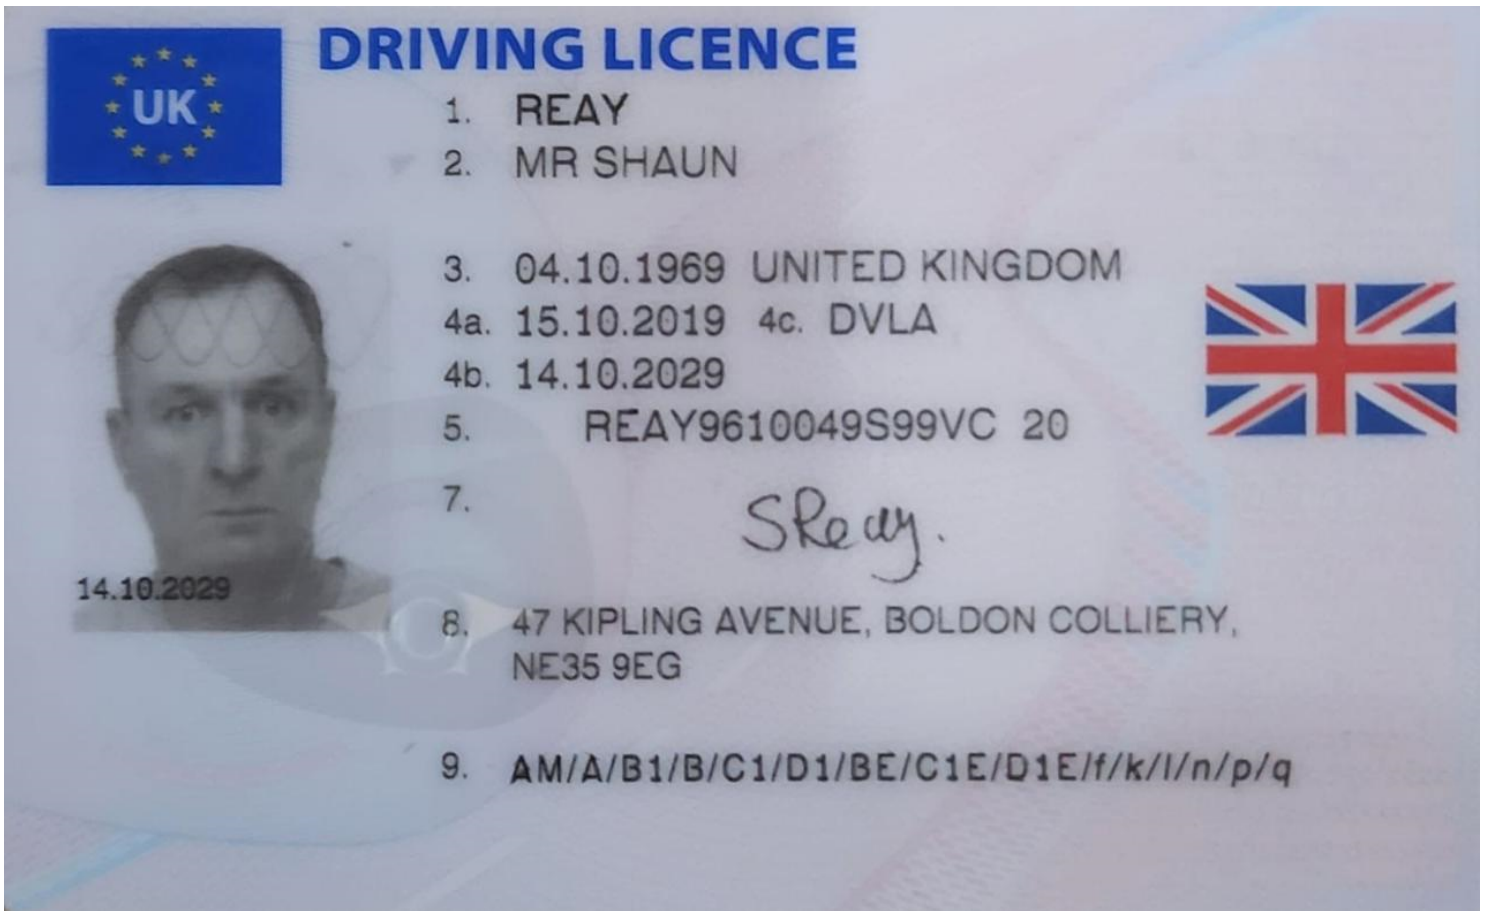 UK
DRIVING LICENCE
1. REAY
2. MR SHAUN
3. 04.10.1969 UNITED KINGDOM
4a. 15.10.2019 4c. DVLA
4b. 14.10.2029
5. REAY9610049S99VC 20
7. SReay.
14.10.2029
8. 47 KIPLING AVENUE, BOLDON COLLIERY,
NE35 9EG
9. AM/A/B1/B/C1/D1/BE/C1E/D1E/f/k/l/n/p/q